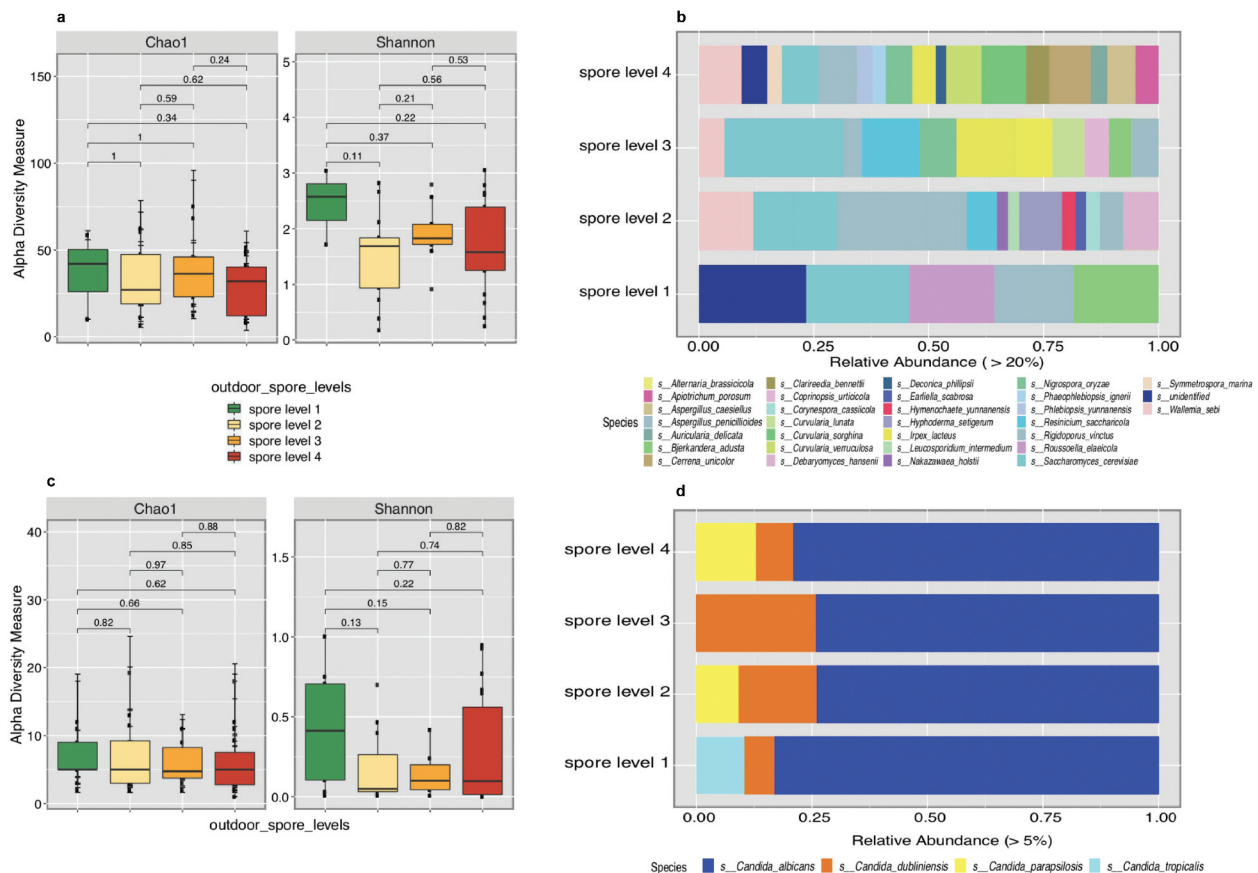 a
Chao1
Shannon
Alpha Diversity Measure
150
100
50
0
0.24
0.62
0.59
0.34
1
1
5
4
3
2
1
0
0.53
0.56
0.21
0.22
0.37
0.11
outdoor_spore_levels
spore level 1
spore level 2
spore level 3
spore level 4
b
spore level 4
spore level 3
spore level 2
spore level 1
0.00 0.25 0.50 0.75 1.00
Relative Abundance ( > 20%)
Species
s__Alternaria_brassicicola
s__Apiotrichum_porosum
s__Aspergillus_caesiellus
s__Aspergillus_penicillioides
s__Auricularia_delicata
s__Bjerkandera_adusta
s__Cerrena_unicolor
s__Clarireedia_bennettii
s__Coprinopsis_urticicola
s__Corynespora_cassiicola
s__Curvularia_lunata
s__Curvularia_sorghina
s__Curvularia_verruculosa
s__Debaryomyces_hansenii
s__Deconica_phillipsii
s__Earliella_scabrosa
s__Hymenochaete_yunnanensis
s__Hyphoderma_setigerum
s__Irpex_lacteus
s__Leucosporidium_intermedium
s__Nakazawaea_holstii
s__Nigrospora_oryzae
s__Phaeophlebiopsis_ignerii
s__Phlebiopsis_yunnanensis
s__Resinicium_saccharicola
s__Rigidoporus_vinctus
s__Roussoella_elaeicola
s__Saccharomyces_cerevisiae
s__Symmetrospora_marina
s__unidentified
s__Wallemia_sebi
c
Chao1
Shannon
Alpha Diversity Measure
40
30
20
10
0
0.88
0.85
0.97
0.62
0.66
0.82
1.5
1.0
0.5
0.0
0.82
0.74
0.77
0.22
0.15
0.13
outdoor_spore_levels
d
spore level 4
spore level 3
spore level 2
spore level 1
0.00 0.25 0.50 0.75 1.00
Relative Abundance (> 5%)
Species s__Candida_albicans s__Candida_dubliniensis s__Candida_parapsilosis s__Candida_tropicalis